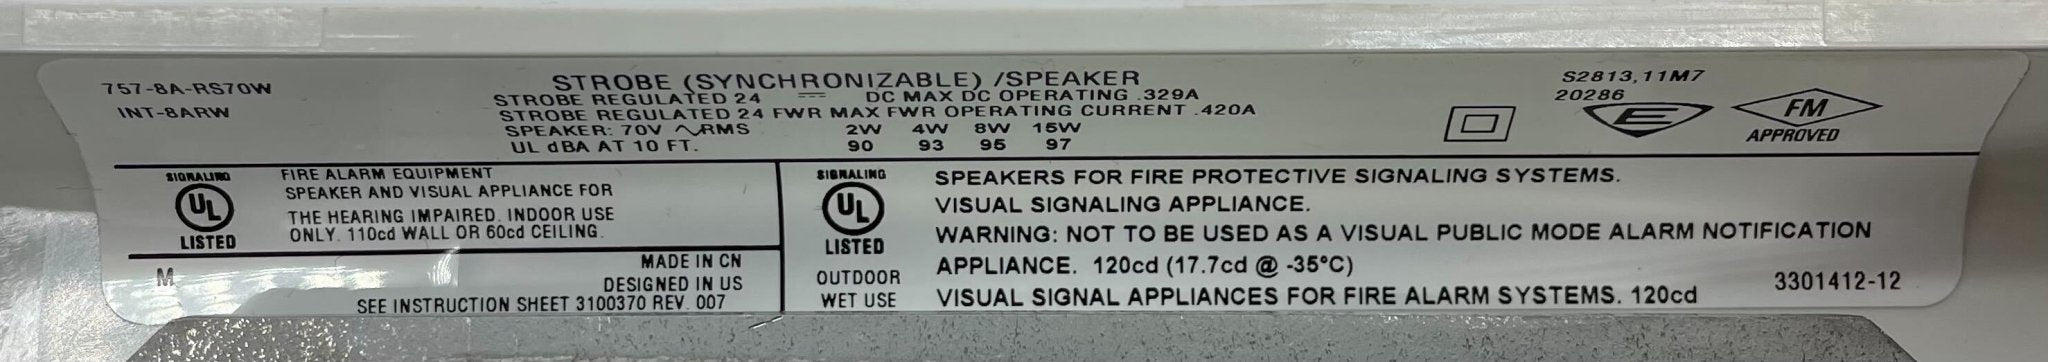 757-8A-RS70W
INT-8ARW
STROBE (SYNCHRONIZABLE) /SPEAKER
STROBE REGULATED 24 ⎓ DC MAX DC OPERATING .329A
STROBE REGULATED 24 FWR MAX FWR OPERATING CURRENT .420A
SPEAKER: 70V ∿RMS 2W 4W 8W 15W
UL dBA AT 10 FT. 90 93 95 97
S2813,11M7
20286
E
FM
APPROVED
SIGNALING
UL
LISTED
FIRE ALARM EQUIPMENT
SPEAKER AND VISUAL APPLIANCE FOR
THE HEARING IMPAIRED. INDOOR USE
ONLY. 110cd WALL OR 60cd CEILING.
M
MADE IN CN
DESIGNED IN US
SEE INSTRUCTION SHEET 3100370 REV. 007
SIGNALING
UL
LISTED
OUTDOOR
WET USE
SPEAKERS FOR FIRE PROTECTIVE SIGNALING SYSTEMS.
VISUAL SIGNALING APPLIANCE.
WARNING: NOT TO BE USED AS A VISUAL PUBLIC MODE ALARM NOTIFICATION
APPLIANCE. 120cd (17.7cd @ -35°C)
VISUAL SIGNAL APPLIANCES FOR FIRE ALARM SYSTEMS. 120cd
3301412-12